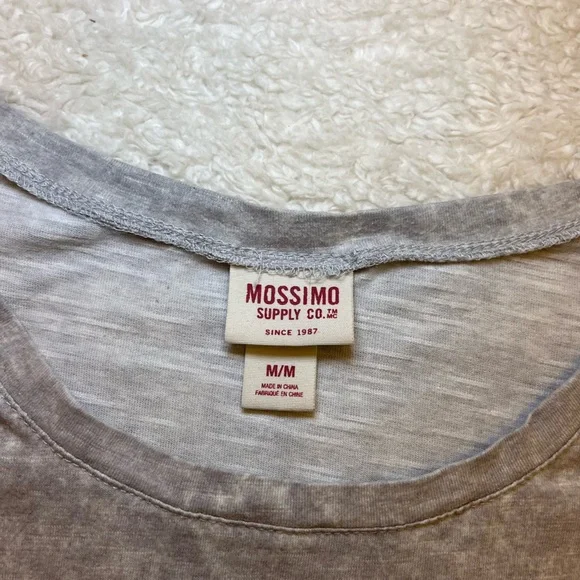 MOSSIMO
SUPPLY CO.™ MC
SINCE 1987
M/M
MADE IN CHINA
FABRIQUÉ EN CHINE